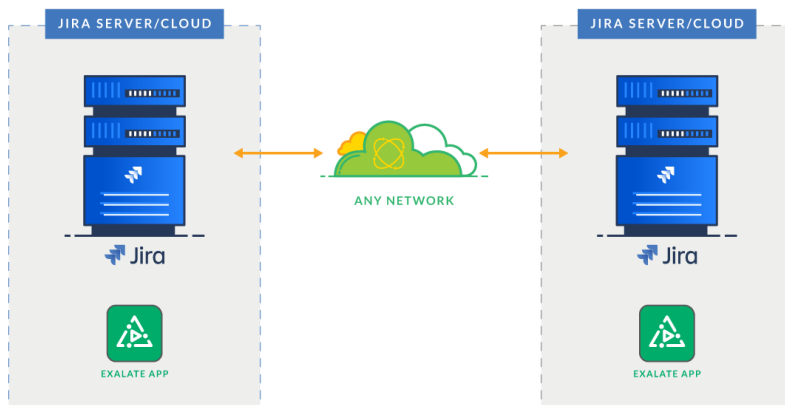 JIRA SERVER/CLOUD
JIRA SERVER/CLOUD
ANY NETWORK
Jira
Jira
EXALATE APP
EXALATE APP